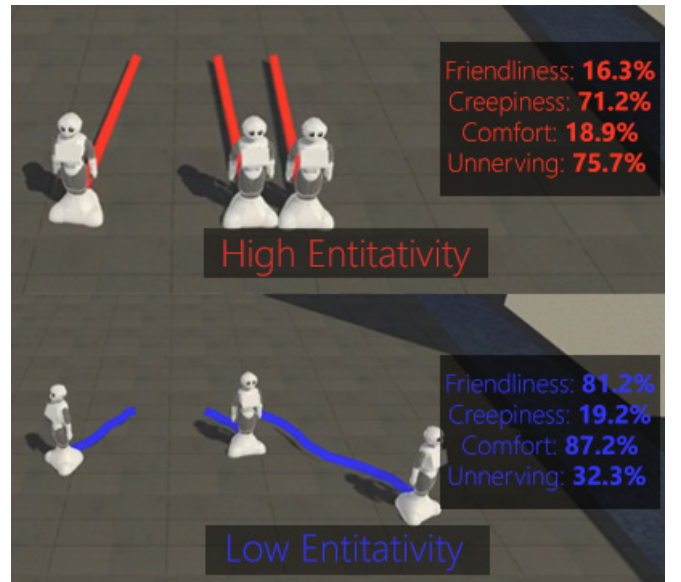 Friendliness: 16.3%
Creepiness: 71.2%
Comfort: 18.9%
Unnerving: 75.7%
High Entitativity
Friendliness: 81.2%
Creepiness: 19.2%
Comfort: 87.2%
Unnerving: 32.3%
Low Entitativity